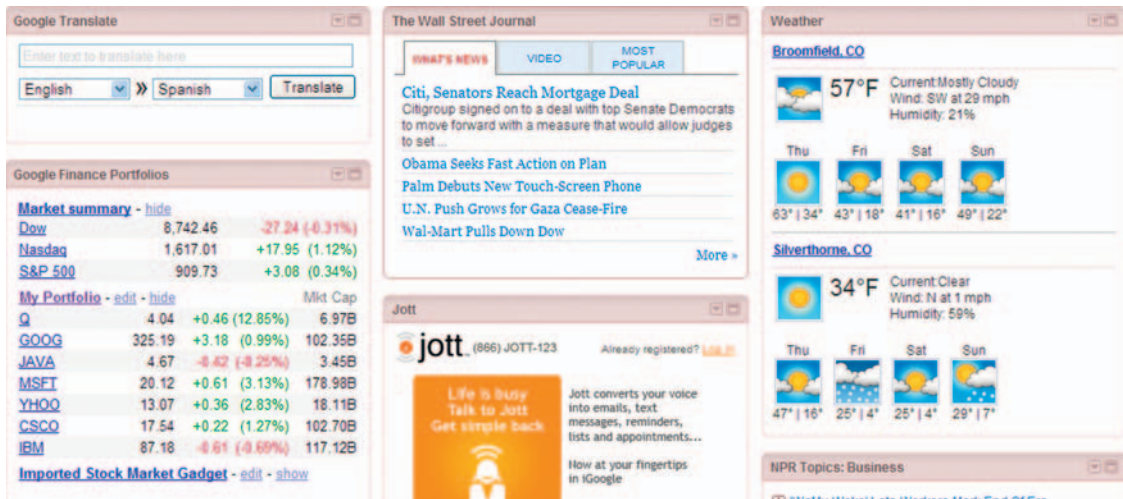 Google Translate
Enter text to translate here
English » Spanish Translate
Google Finance Portfolios
Market summary - hide
Dow 8,742.46 -27.24 (-0.31%)
Nasdaq 1,617.01 +17.95 (1.12%)
S&P 500 909.73 +3.08 (0.34%)
My Portfolio - edit - hide Mkt Cap
Q 4.04 +0.46 (12.85%) 6.97B
GOOG 325.19 +3.18 (0.99%) 102.35B
JAVA 4.67 -0.42 (-8.25%) 3.45B
MSFT 20.12 +0.61 (3.13%) 178.98B
YHOO 13.07 +0.36 (2.83%) 18.11B
CSCO 17.54 +0.22 (1.27%) 102.70B
IBM 87.18 -0.61 (-0.69%) 117.12B
Imported Stock Market Gadget - edit - show
The Wall Street Journal
WHAT'S NEWS VIDEO MOST
POPULAR
Citi, Senators Reach Mortgage Deal
Citigroup signed on to a deal with top Senate Democrats
to move forward with a measure that would allow judges
to set ...
Obama Seeks Fast Action on Plan
Palm Debuts New Touch-Screen Phone
U.N. Push Grows for Gaza Cease-Fire
Wal-Mart Pulls Down Dow
More »
Jott
jott (866) JOTT-123 Already registered? Log in
Life is busy
Talk to Jott
Get simple back
Jott converts your voice
into emails, text
messages, reminders,
lists and appointments...
Now at your fingertips
in iGoogle
Weather
Broomfield, CO
57°F Current:Mostly Cloudy
Wind: SW at 29 mph
Humidity: 21%
Thu Fri Sat Sun
63° | 34° 43° | 18° 41° | 16° 49° | 22°
Silverthorne, CO
34°F Current:Clear
Wind: N at 1 mph
Humidity: 59%
Thu Fri Sat Sun
47° | 16° 25° | 4° 25° | 4° 29° | 7°
NPR Topics: Business